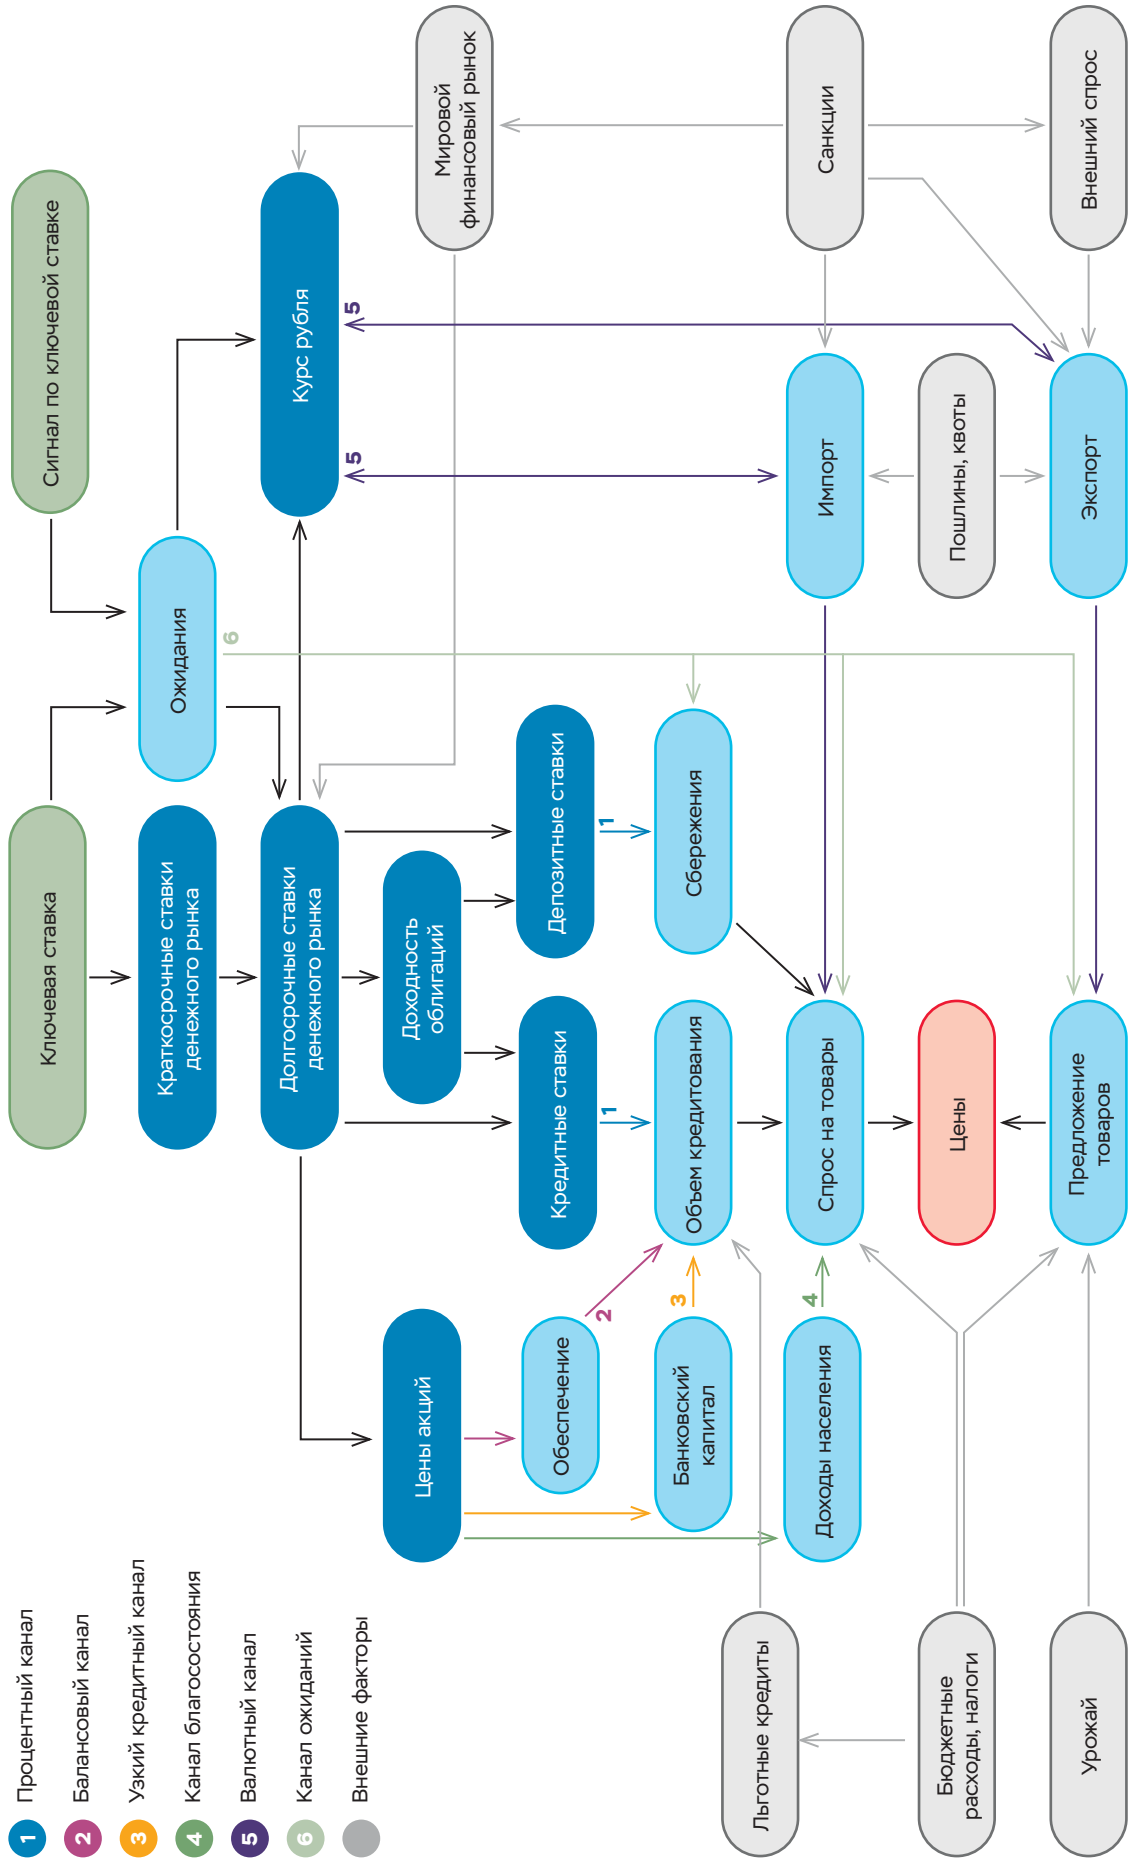 1 Процентный канал
2 Балансовый канал
3 Узкий кредитный канал
4 Канал благосостояния
5 Валютный канал
6 Канал ожиданий
Внешние факторы
Ключевая ставка
Сигнал по ключевой ставке
Краткосрочные ставки
денежного рынка
Ожидания
6
Долгосрочные ставки
денежного рынка
Курс рубля
5
5
Цены акций
Доходность
облигаций
Мировой
финансовый рынок
Обеспечение
2
Кредитные ставки
1
Депозитные ставки
1
Банковский
капитал
3
Объем кредитования
Сбережения
Льготные кредиты
Доходы населения
4
Спрос на товары
Импорт
Санкции
Бюджетные
расходы, налоги
Цены
Пошлины, квоты
Урожай
Предложение
товаров
Экспорт
Внешний спрос